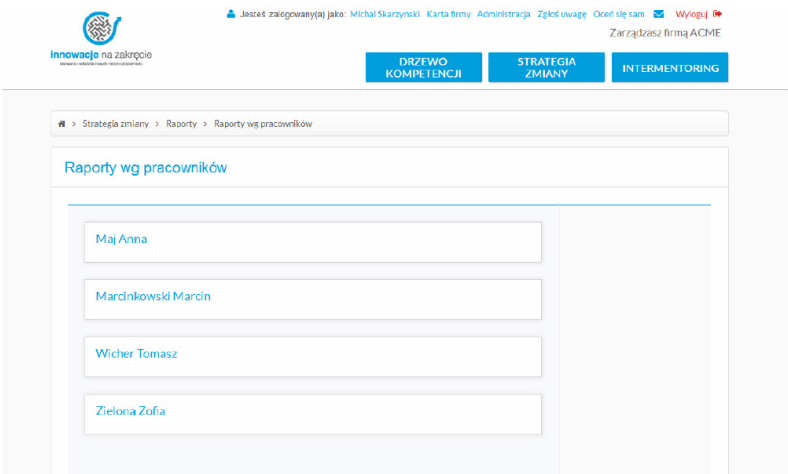 Jesteś zalogowany(a) jako: Michal Skarzynski Karta firmy Administracja Zgłoś uwagę Oceń się sam Wyloguj
Zarządzasz firmą ACME
innowacje na zakręcie
DRZEWO KOMPETENCJI
STRATEGIA ZMIANY
INTERMENTORING
Strategia zmiany > Raporty > Raporty wg pracowników
Raporty wg pracowników
Maj Anna
Marcinkowski Marcin
Wicher Tomasz
Zielona Zofia